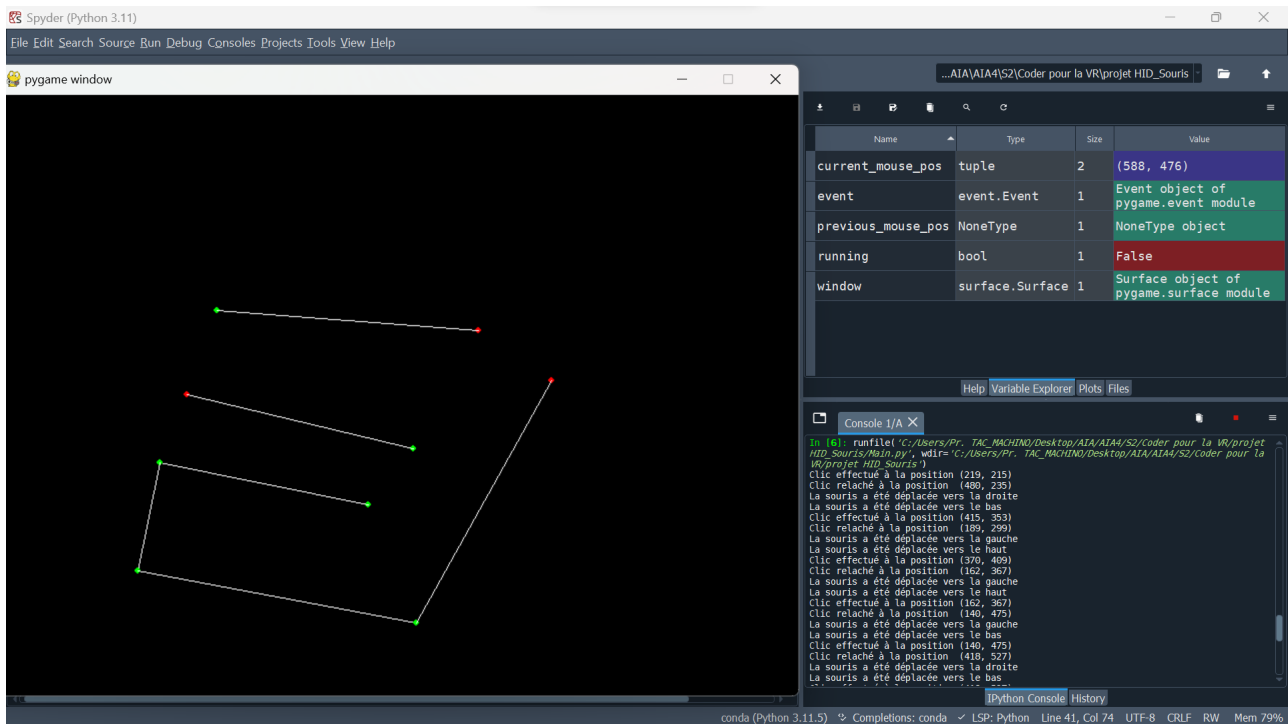 Spyder (Python 3.11)
File Edit Search Source Run Debug Consoles Projects Tools View Help
pygame window
...AIA\AIA4\S2\Coder pour la VR\projet HID_Souris
Name Type Size Value
current_mouse_pos tuple 2 (588, 476)
event event.Event 1 Event object of
pygame.event module
previous_mouse_pos NoneType 1 NoneType object
running bool 1 False
window surface.Surface 1 Surface object of
pygame.surface module
Help Variable Explorer Plots Files
Console 1/A
In [6]: runfile('C:/Users/Pr. TAC_MACHINO/Desktop/AIA/AIA4/S2/Coder pour la VR/projet
HID_Souris/Main.py', wdir='C:/Users/Pr. TAC_MACHINO/Desktop/AIA/AIA4/S2/Coder pour la
VR/projet HID_Souris')
Clic effectué à la position (219, 215)
Clic relaché à la position  (480, 235)
La souris a été déplacée vers la droite
La souris a été déplacée vers le bas
Clic effectué à la position (415, 353)
Clic relaché à la position  (189, 299)
La souris a été déplacée vers la gauche
La souris a été déplacée vers le haut
Clic effectué à la position (370, 409)
Clic relaché à la position  (162, 367)
La souris a été déplacée vers la gauche
La souris a été déplacée vers le haut
Clic effectué à la position (162, 367)
Clic relaché à la position  (140, 475)
La souris a été déplacée vers la gauche
La souris a été déplacée vers le bas
Clic effectué à la position (140, 475)
Clic relaché à la position  (418, 527)
La souris a été déplacée vers la droite
La souris a été déplacée vers le bas
IPython Console History
conda (Python 3.11.5) Completions: conda LSP: Python Line 41, Col 74 UTF-8 CRLF RW Mem 79%